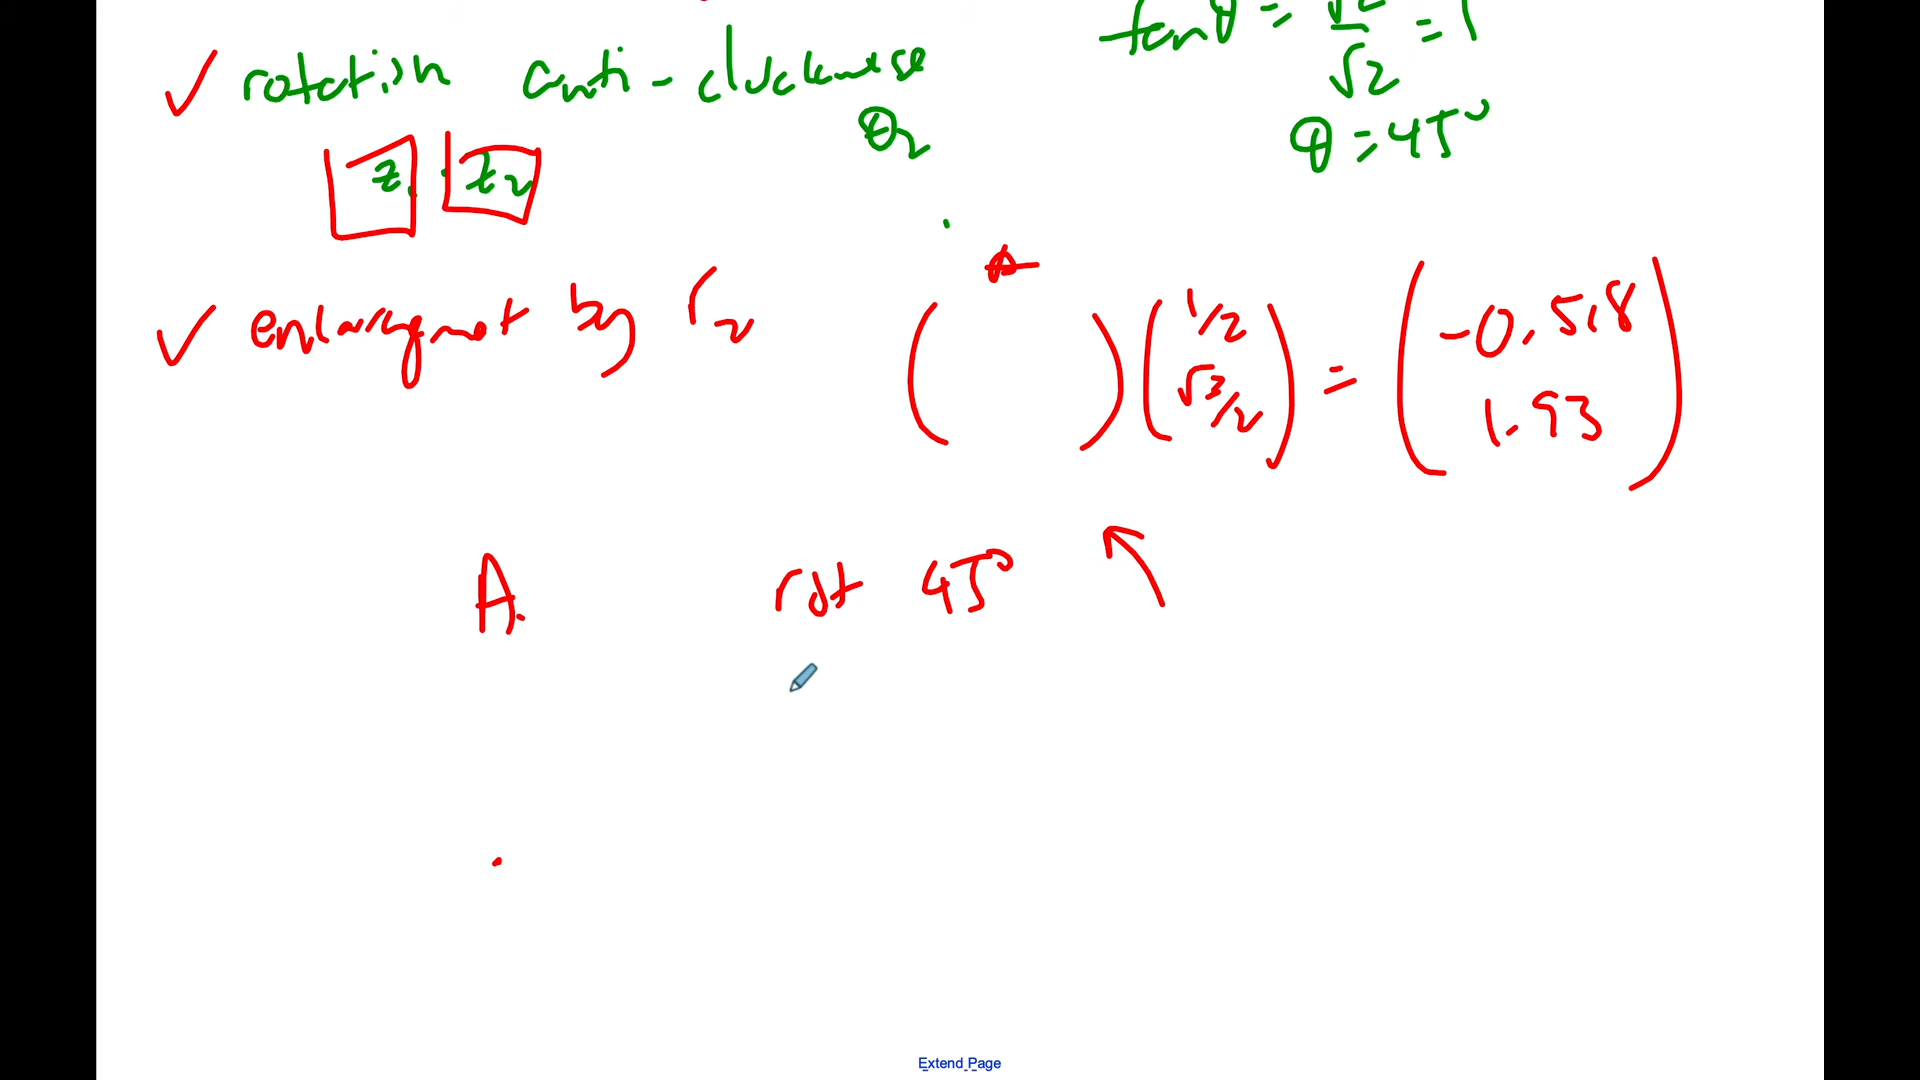 tanθ = √2/√2 = 1
✓ rotation anti-clockwise θ₂
θ = 45°
z₁ · z₂
✓ enlargmet by r₂
A
( ) (1/2 √3/2) = (-0.518 1.93)
A. rot 45° ↖
Extend Page